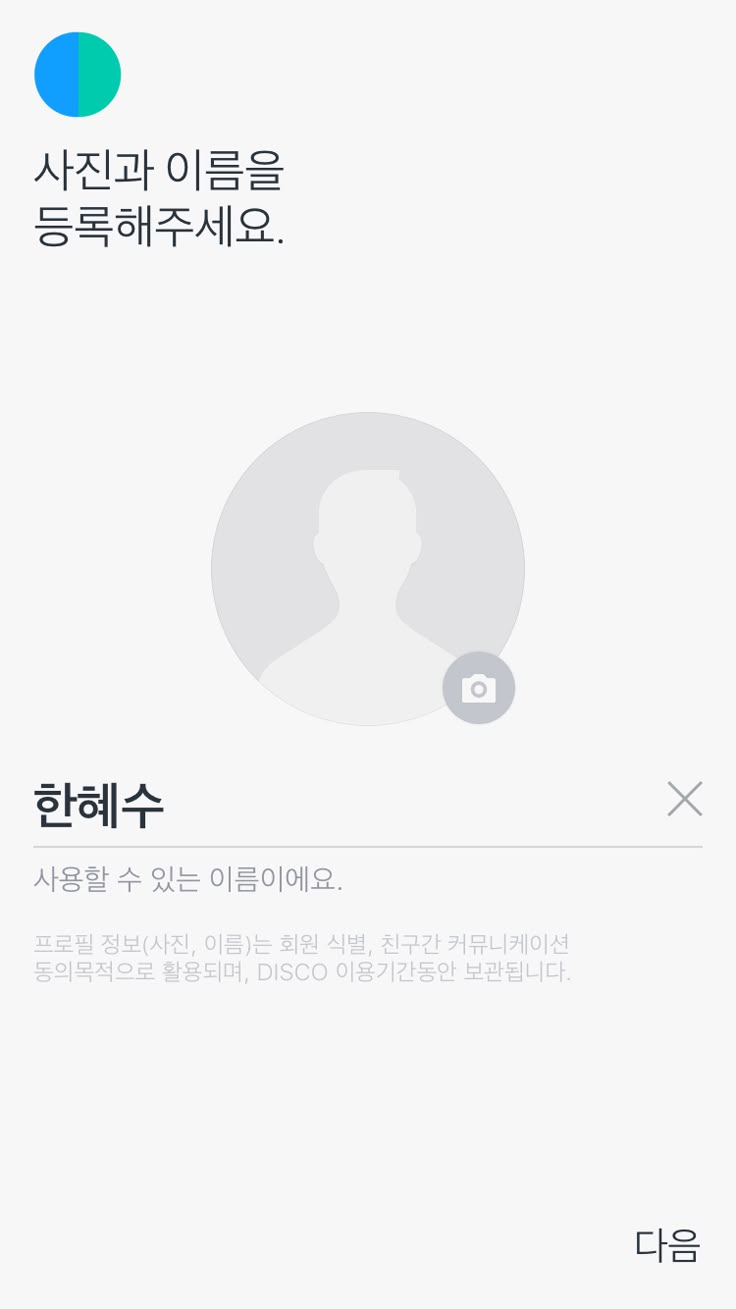 사진과 이름을
등록해주세요.
한혜수
사용할 수 있는 이름이에요.
프로필 정보(사진, 이름)는 회원 식별, 친구간 커뮤니케이션
동의목적으로 활용되며, DISCO 이용기간동안 보관됩니다.
다음